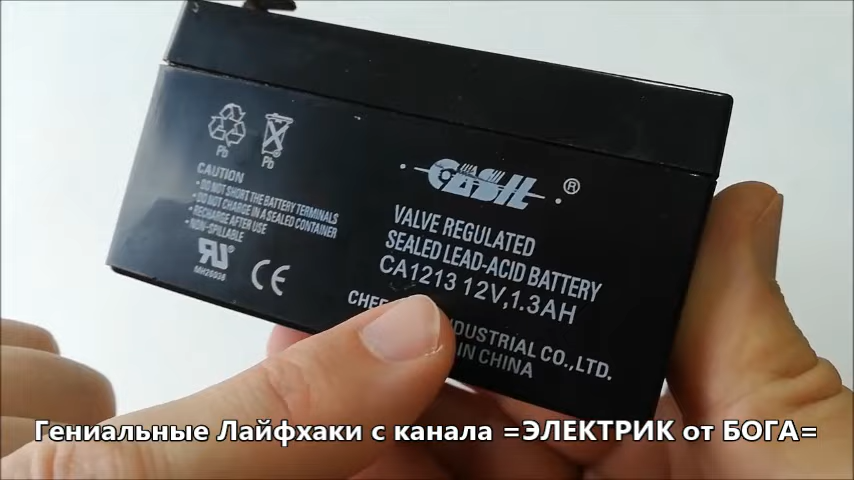 Pb
Pb
CAUTION
• DO NOT SHORT THE BATTERY TERMINALS
• DO NOT CHARGE IN A SEALED CONTAINER
• RECHARGE AFTER USE
• NON-SPILLABLE
MH26036
CE
CASIL ®
VALVE REGULATED
SEALED LEAD-ACID BATTERY
CA1213 12V,1.3AH
INDUSTRIAL CO.,LTD.
IN CHINA
Гениальные Лайфхаки с канала =ЭЛЕКТРИК от БОГА=